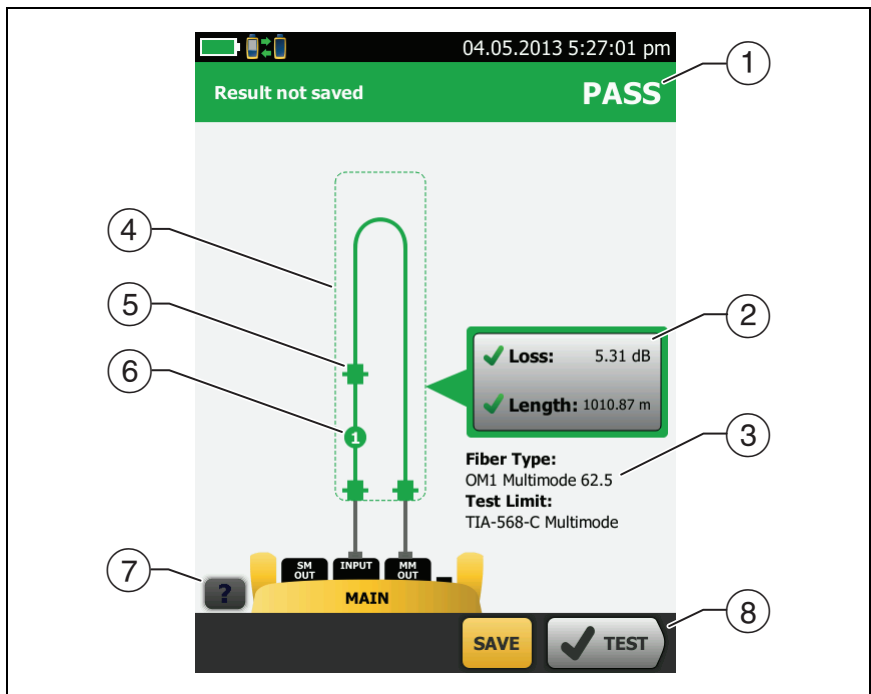 04.05.2013 5:27:01 pm
1
Result not saved
PASS
4
5
2
Loss: 5.31 dB
6
Length: 1010.87 m
1
3
Fiber Type:
OM1 Multimode 62.5
Test Limit:
TIA-568-C Multimode
7
SM OUT
INPUT
MM OUT
?
MAIN
8
SAVE
TEST